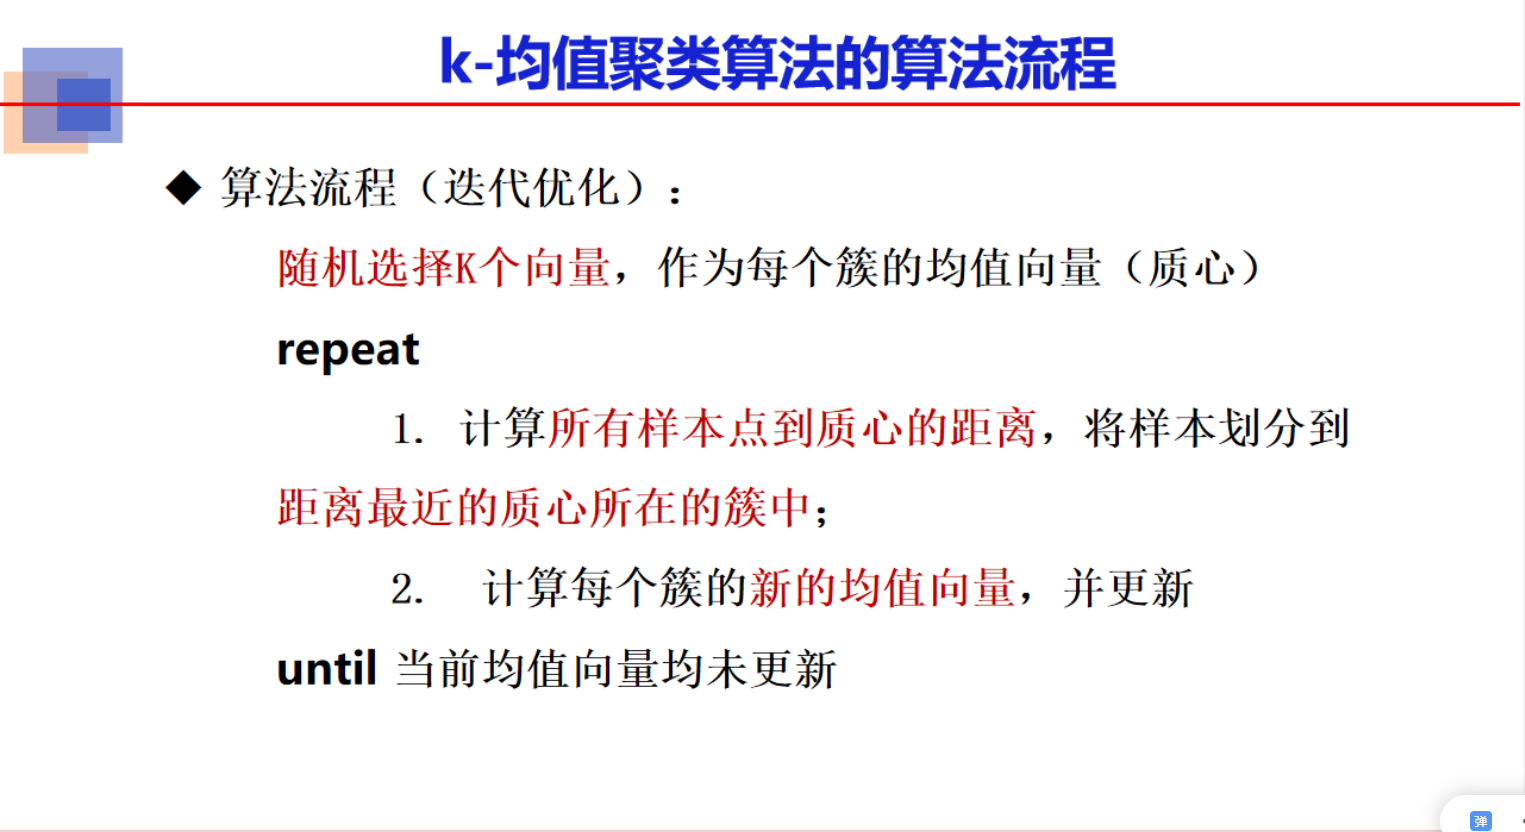 k-均值聚类算法的算法流程
◆ 算法流程（迭代优化）：
随机选择K个向量，作为每个簇的均值向量（质心）
repeat
1. 计算所有样本点到质心的距离，将样本划分到
距离最近的质心所在的簇中；
2. 计算每个簇的新的均值向量，并更新
until 当前均值向量均未更新
弹